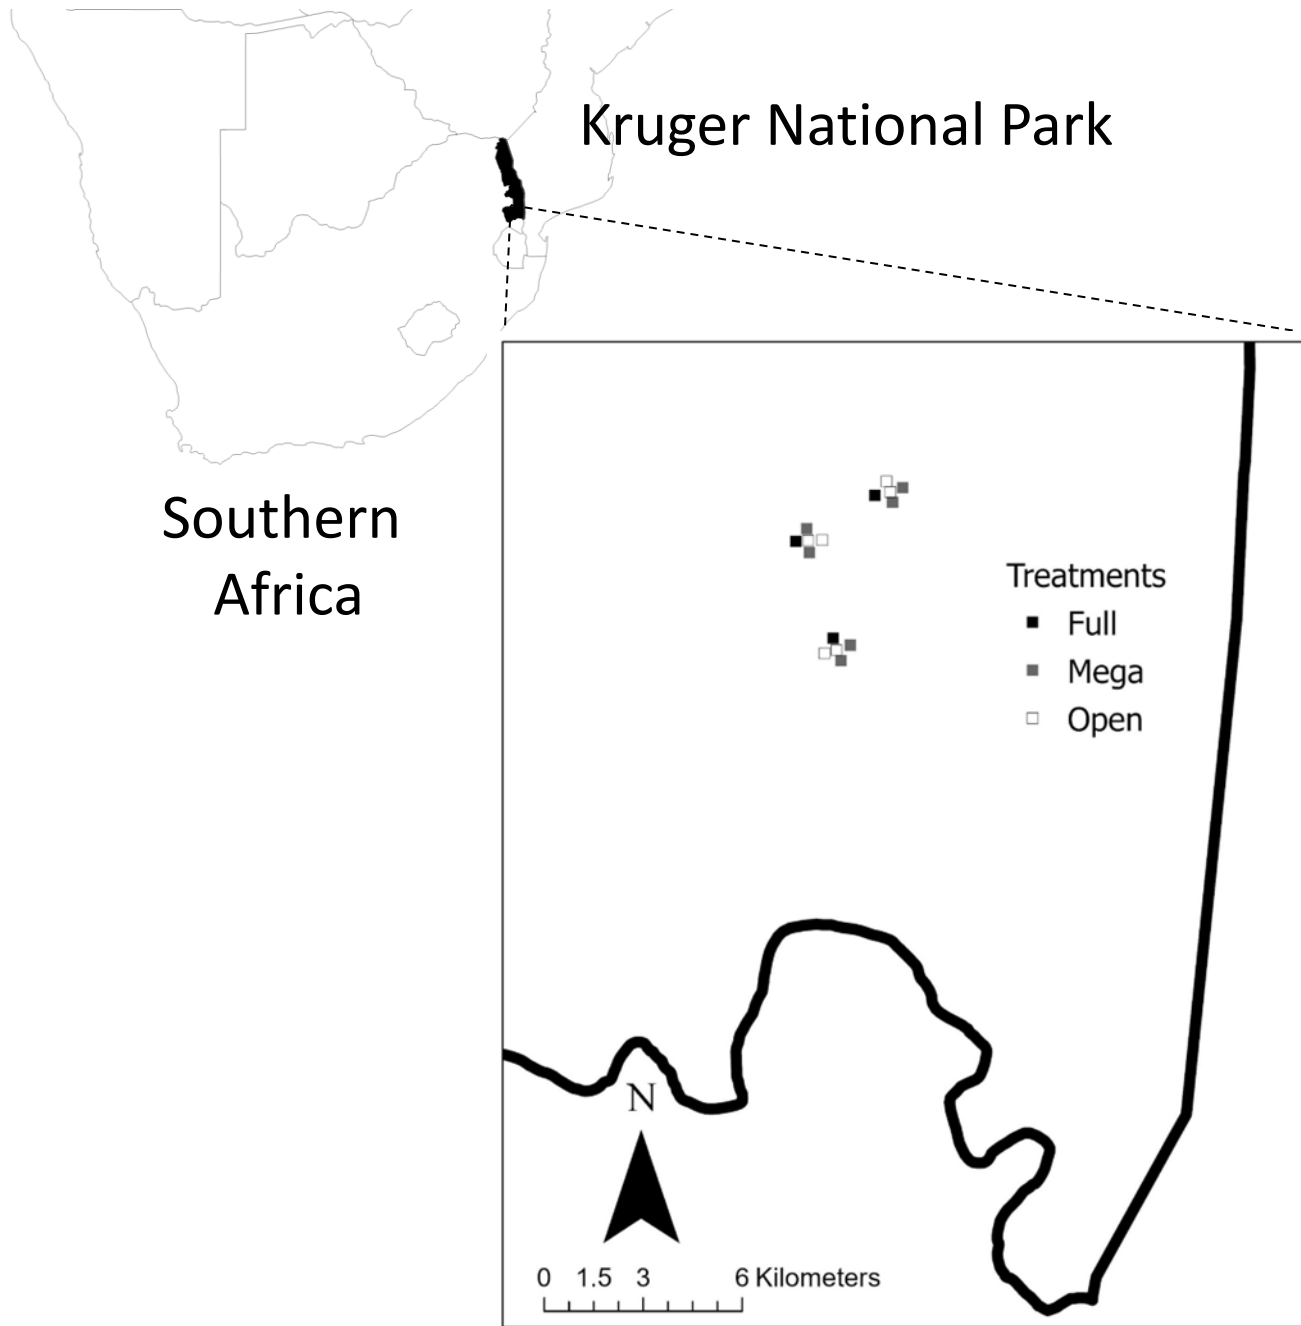 Kruger National Park
Southern
Africa
Treatments
Full
Mega
Open
N
0 1.5 3 6 Kilometers